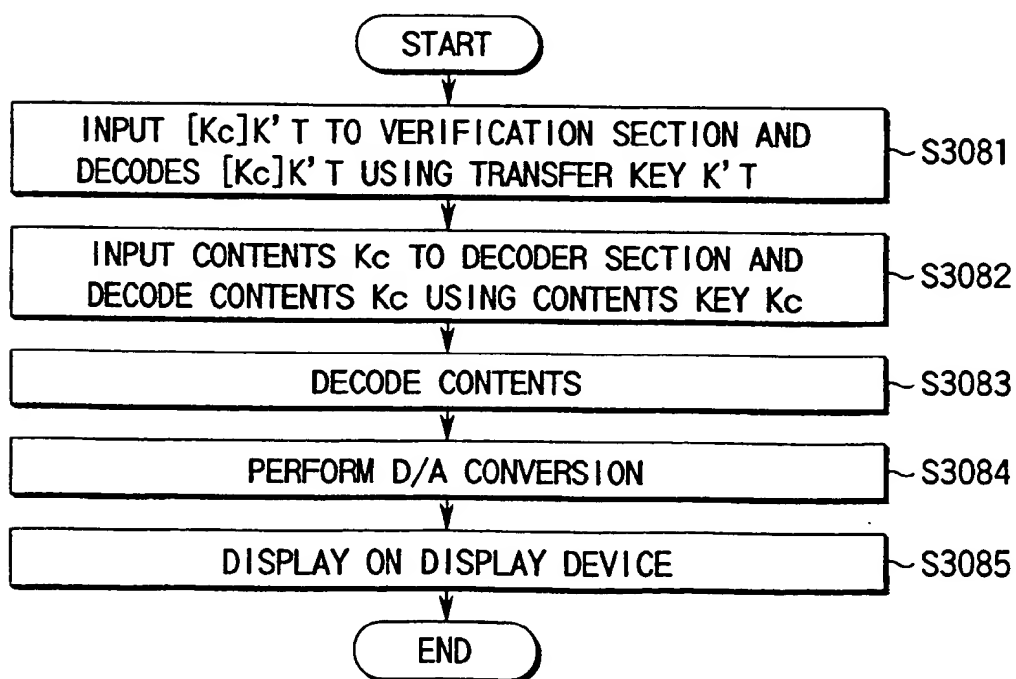 START
INPUT [Kc]K'T TO VERIFICATION SECTION AND
DECODES [Kc]K'T USING TRANSFER KEY K'T
S3081
INPUT CONTENTS Kc TO DECODER SECTION AND
DECODE CONTENTS Kc USING CONTENTS KEY Kc
S3082
DECODE CONTENTS
S3083
PERFORM D/A CONVERSION
S3084
DISPLAY ON DISPLAY DEVICE
S3085
END